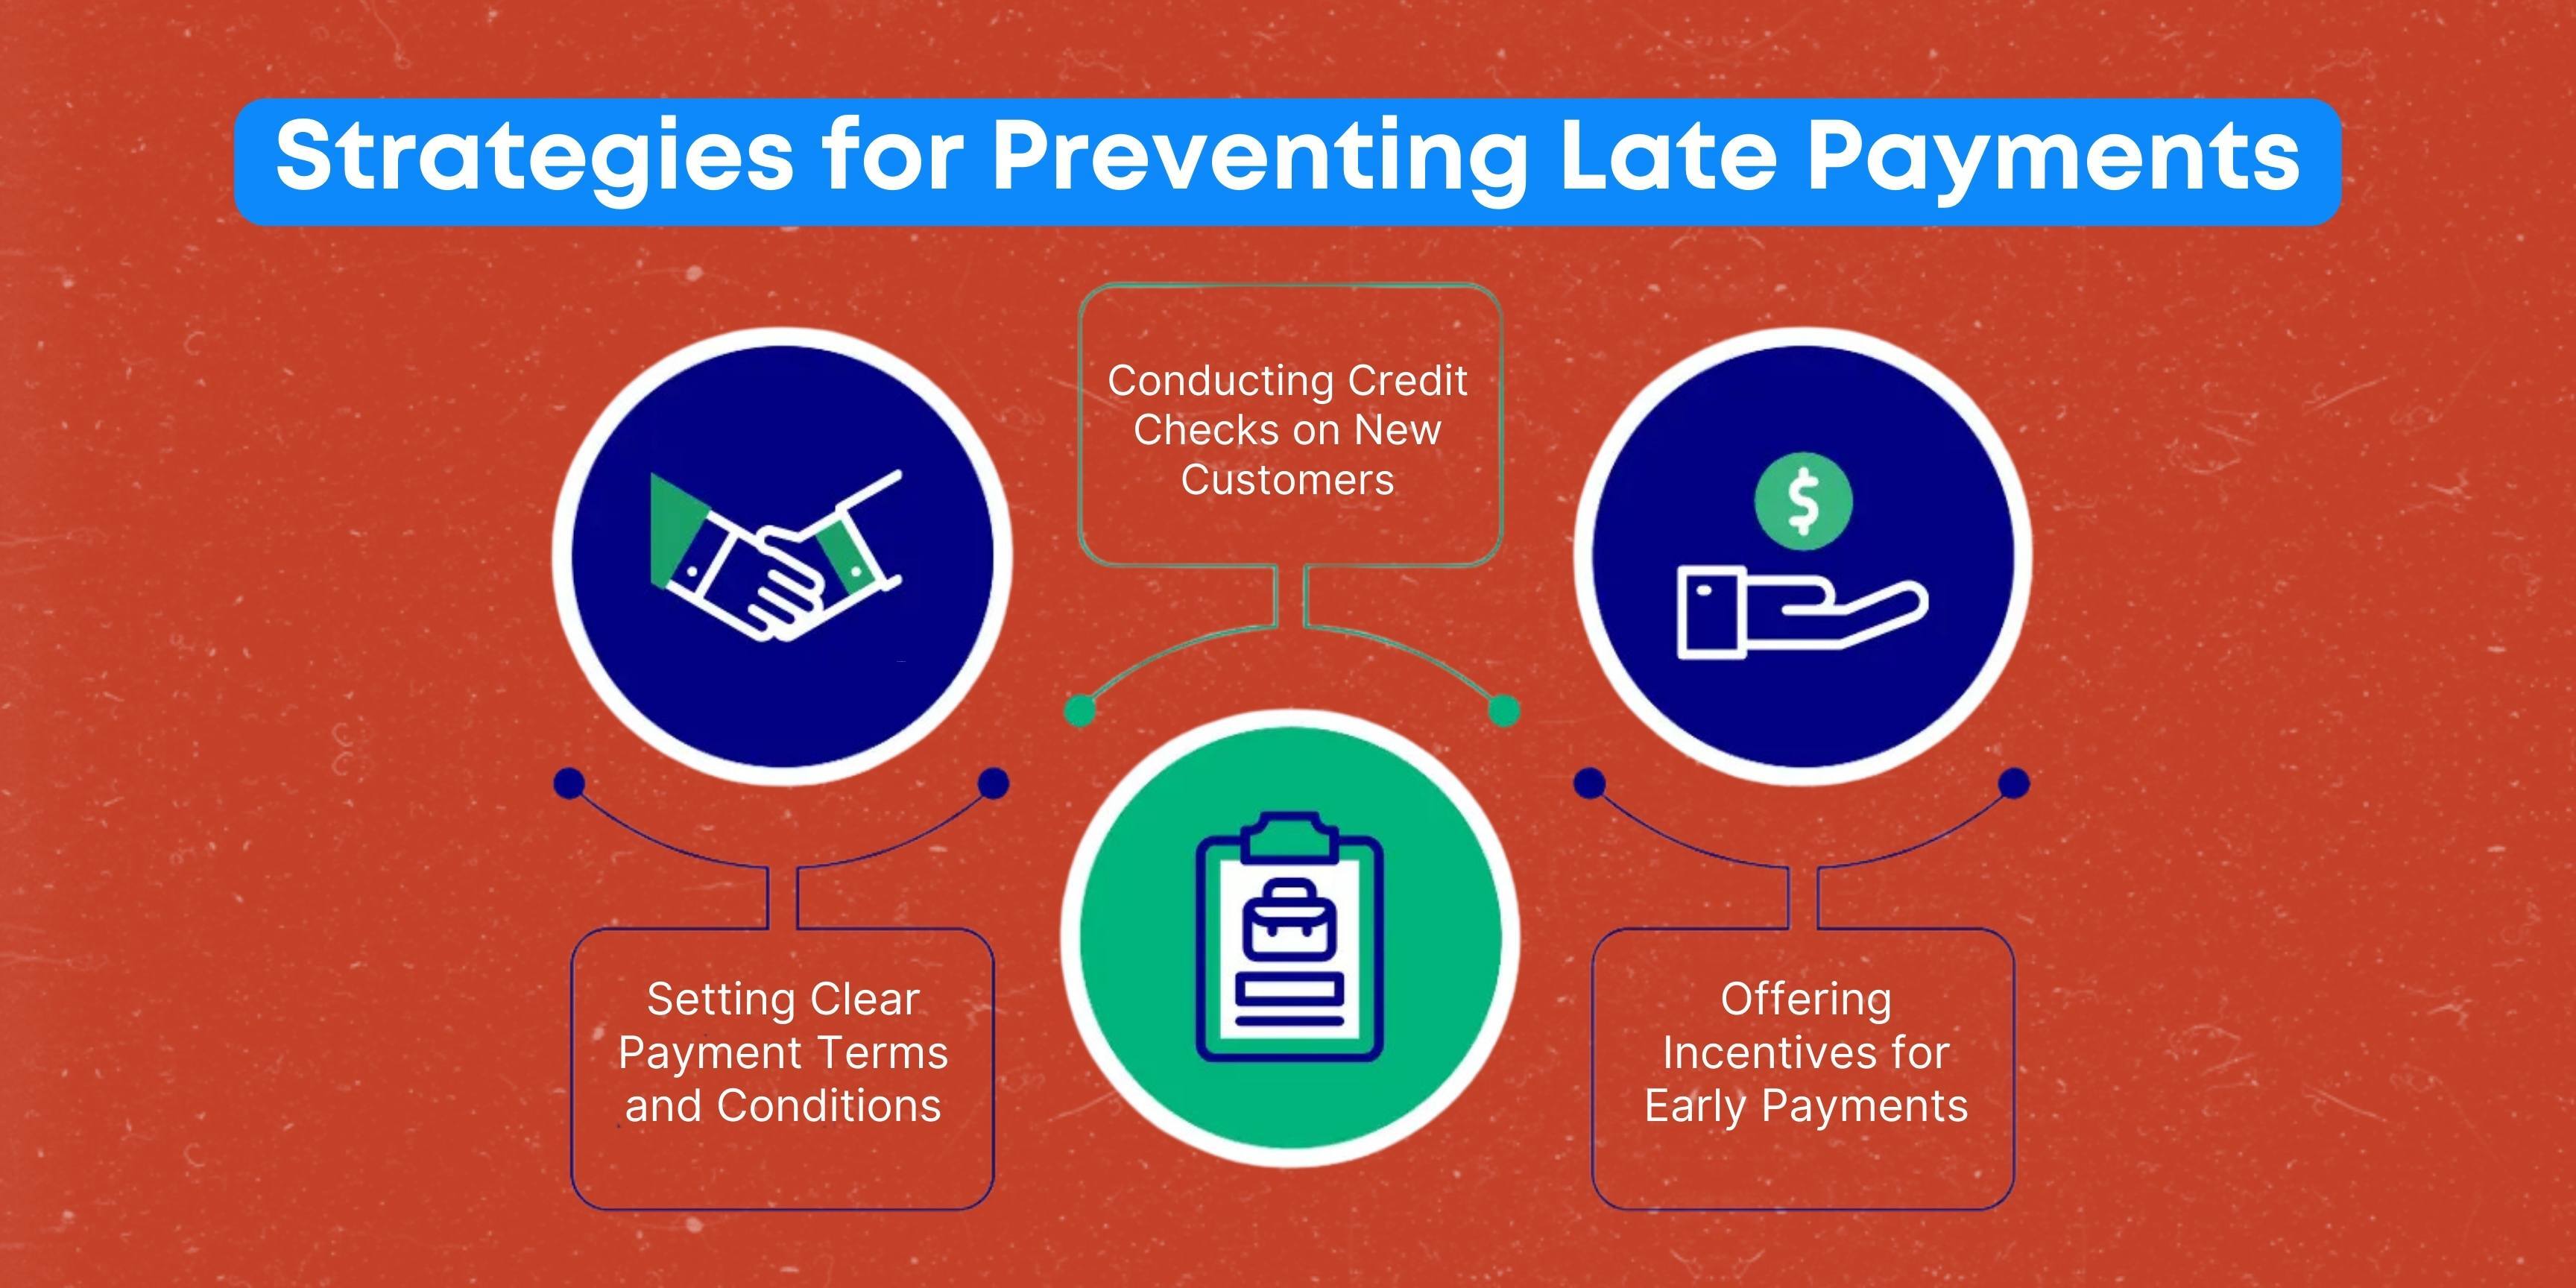 Strategies for Preventing Late Payments
Conducting Credit
Checks on New
Customers
$
Setting Clear
Payment Terms
and Conditions
Offering
Incentives for
Early Payments